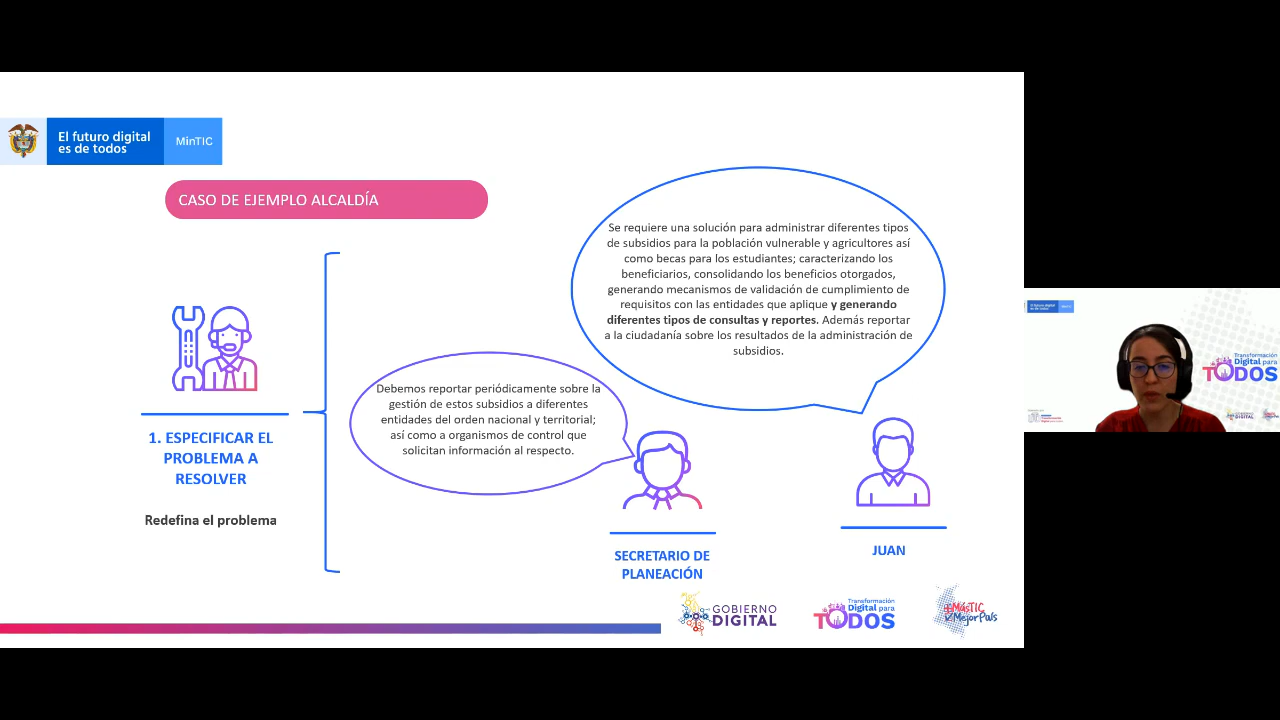 El futuro digital
es de todos
MinTIC
CASO DE EJEMPLO ALCALDÍA
Se requiere una solución para administrar diferentes tipos
de subsidios para la población vulnerable y agricultores así
como becas para los estudiantes; caracterizando los
beneficiarios, consolidando los beneficios otorgados,
generando mecanismos de validación de cumplimiento de
requisitos con las entidades que aplique y generando
diferentes tipos de consultas y reportes. Además reportar
a la ciudadanía sobre los resultados de la administración de
subsidios.
Debemos reportar periódicamente sobre la
gestión de estos subsidios a diferentes
entidades del orden nacional y territorial;
así como a organismos de control que
solicitan información al respecto.
1. ESPECIFICAR EL
PROBLEMA A
RESOLVER
Redefina el problema
SECRETARIO DE
PLANEACIÓN
JUAN
GOBIERNO
DIGITAL
Transformación
Digital para
TODOS
+MásTIC
MejorPaís
Transformación
Digital para
TODOS